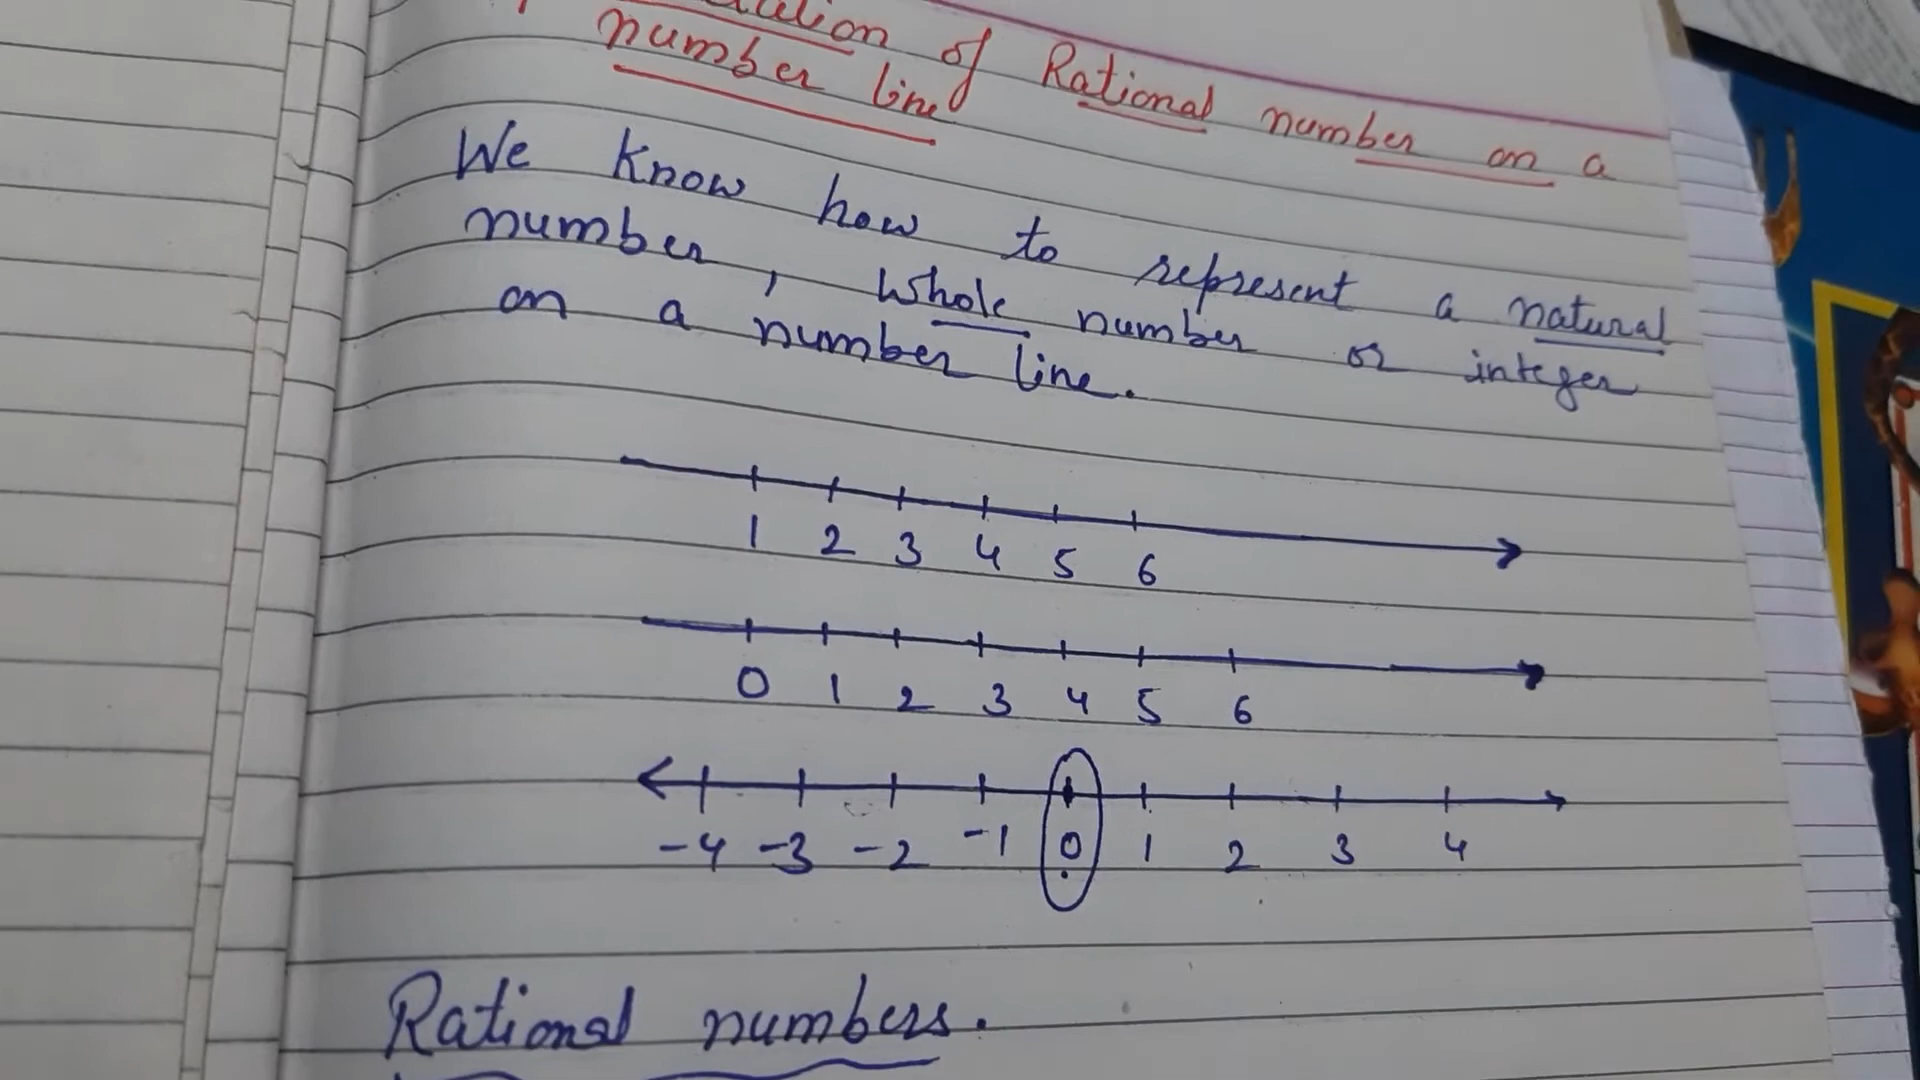 of Rational number on a
number line
We know how to represent a natural
number, whole number or integer
on a number line.
1 2 3 4 5 6
0 1 2 3 4 5 6
-4 -3 -2 -1 0 1 2 3 4
Rational numbers.